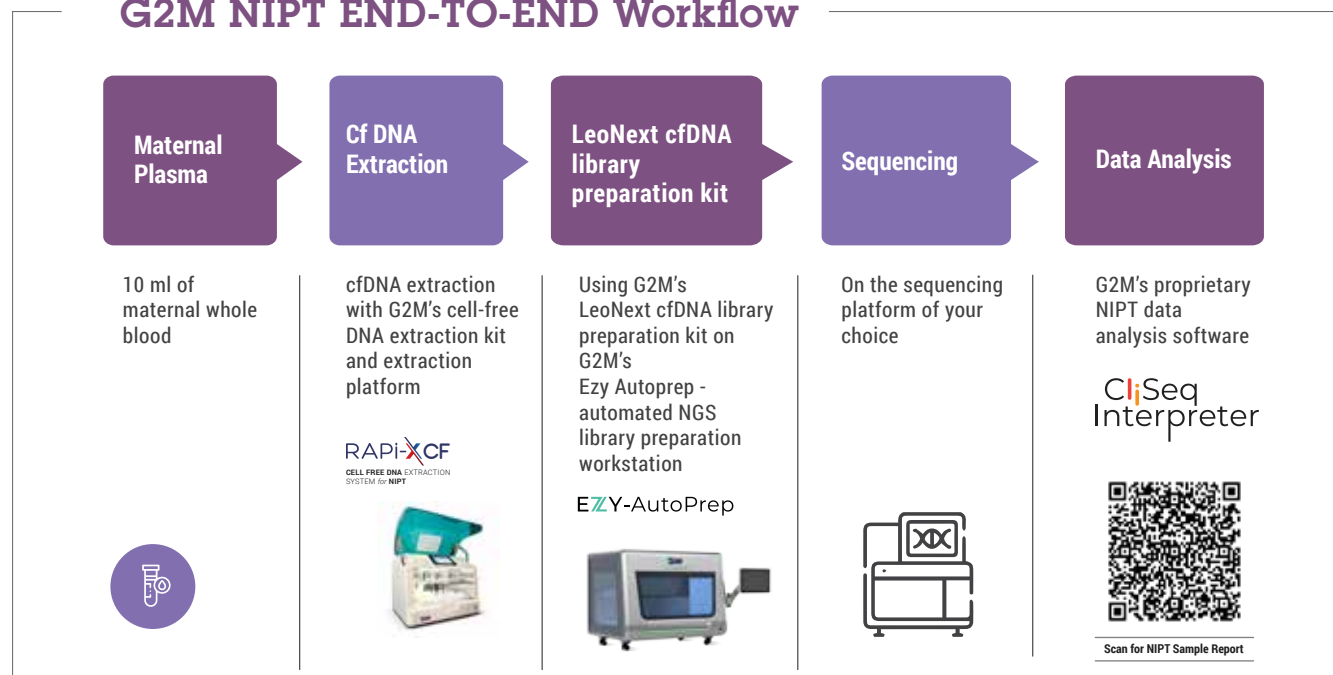 G2M NIPT END-TO-END Workflow
Maternal
Plasma
Cf DNA
Extraction
LeoNext cfDNA
library
preparation kit
Sequencing
Data Analysis
10 ml of
maternal whole
blood
cfDNA extraction
with G2M's cell-free
DNA extraction kit
and extraction
platform
RAPi-XCF
CELL FREE DNA EXTRACTION
SYSTEM for NIPT
Using G2M's
LeoNext cfDNA library
preparation kit on
G2M's
Ezy Autoprep -
automated NGS
library preparation
workstation
EZY-AutoPrep
On the sequencing
platform of your
choice
G2M's proprietary
NIPT data
analysis software
CliSeq
Interpreter
Scan for NIPT Sample Report